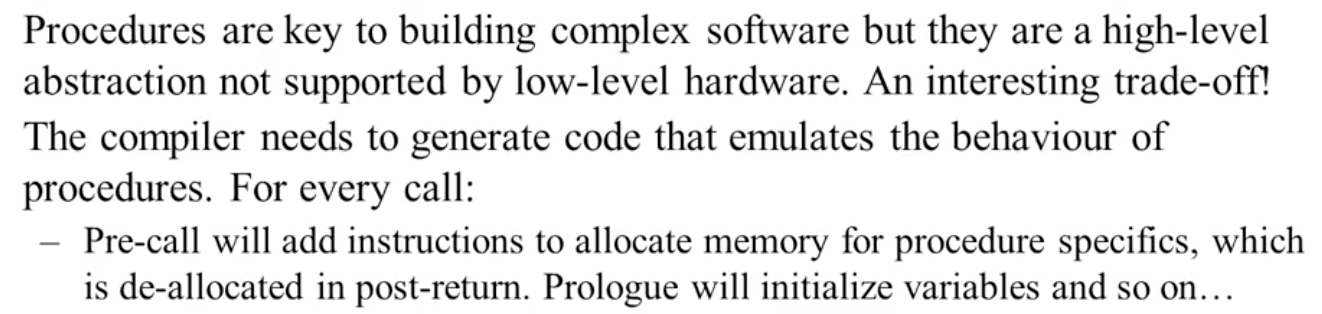 Procedures are key to building complex software but they are a high-level
abstraction not supported by low-level hardware. An interesting trade-off!
The compiler needs to generate code that emulates the behaviour of
procedures. For every call:
– Pre-call will add instructions to allocate memory for procedure specifics, which
is de-allocated in post-return. Prologue will initialize variables and so on…